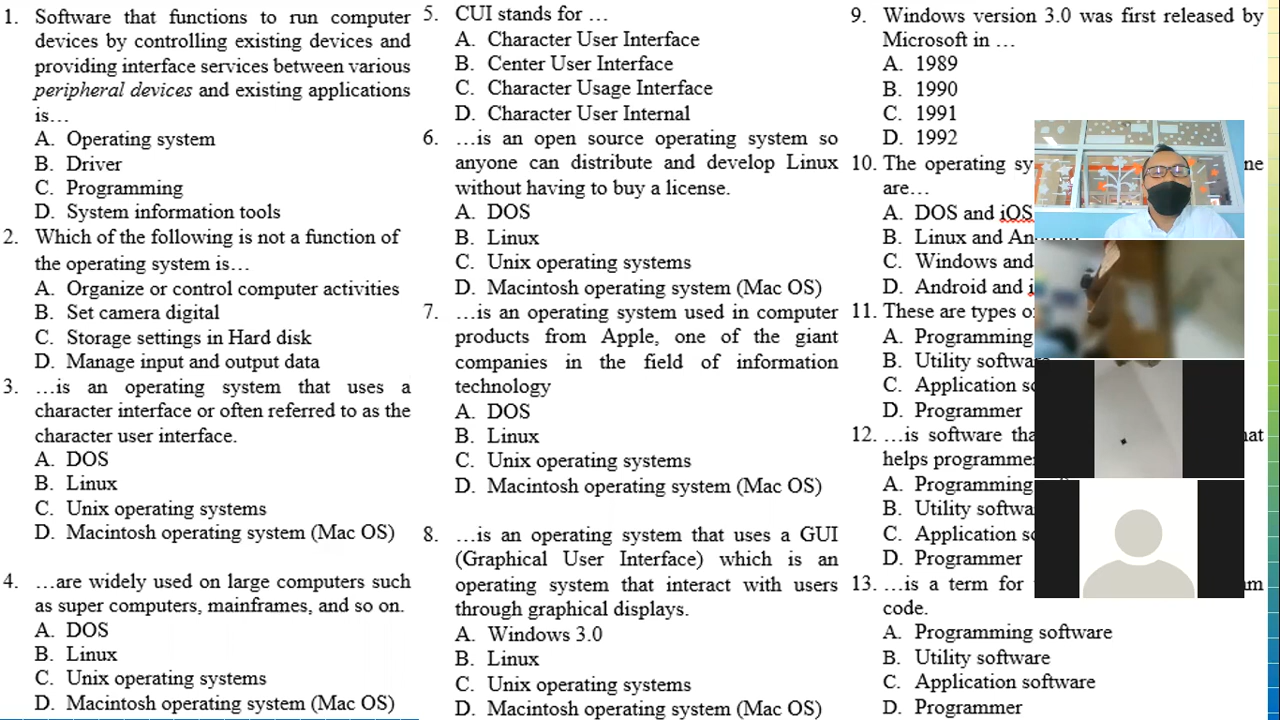 1. Software that functions to run computer
devices by controlling existing devices and
providing interface services between various
peripheral devices and existing applications
is…
A. Operating system
B. Driver
C. Programming
D. System information tools
2. Which of the following is not a function of
the operating system is…
A. Organize or control computer activities
B. Set camera digital
C. Storage settings in Hard disk
D. Manage input and output data
3. …is an operating system that uses a
character interface or often referred to as the
character user interface.
A. DOS
B. Linux
C. Unix operating systems
D. Macintosh operating system (Mac OS)
4. …are widely used on large computers such
as super computers, mainframes, and so on.
A. DOS
B. Linux
C. Unix operating systems
D. Macintosh operating system (Mac OS)
5. CUI stands for …
A. Character User Interface
B. Center User Interface
C. Character Usage Interface
D. Character User Internal
6. …is an open source operating system so
anyone can distribute and develop Linux
without having to buy a license.
A. DOS
B. Linux
C. Unix operating systems
D. Macintosh operating system (Mac OS)
7. …is an operating system used in computer
products from Apple, one of the giant
companies in the field of information
technology
A. DOS
B. Linux
C. Unix operating systems
D. Macintosh operating system (Mac OS)
8. …is an operating system that uses a GUI
(Graphical User Interface) which is an
operating system that interact with users
through graphical displays.
A. Windows 3.0
B. Linux
C. Unix operating systems
D. Macintosh operating system (Mac OS)
9. Windows version 3.0 was first released by
Microsoft in …
A. 1989
B. 1990
C. 1991
D. 1992
10. The operating
are…
A. DOS and iOS
B. Linux and
C. Windows and
D. Android and
11. These are types
A. Programming
B. Utility
C. Application
D. Programmer
12. …is software
helps
A. Programming
B. Utility
C. Application
D. Programmer
13. …is a term for
code.
A. Programming software
B. Utility software
C. Application software
D. Programmer